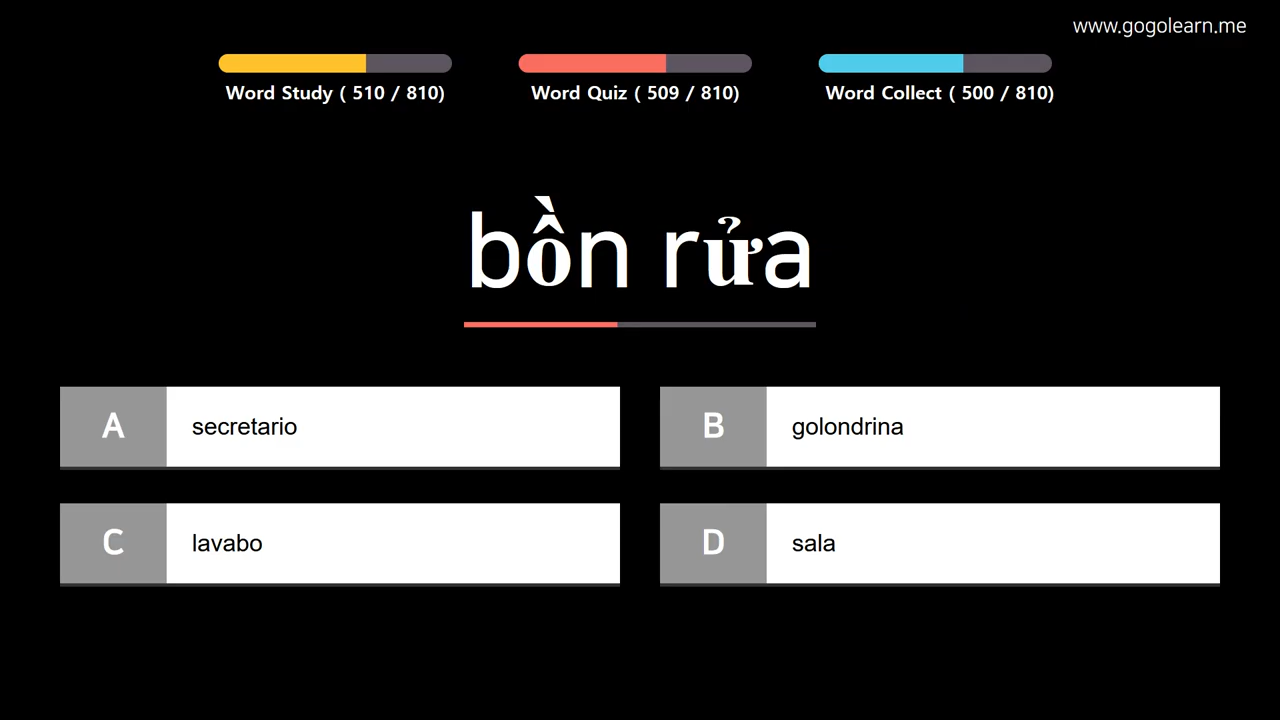 www.gogolearn.me
Word Study ( 510 / 810)
Word Quiz ( 509 / 810)
Word Collect ( 500 / 810)
bồn rửa
A secretario
B golondrina
C lavabo
D sala